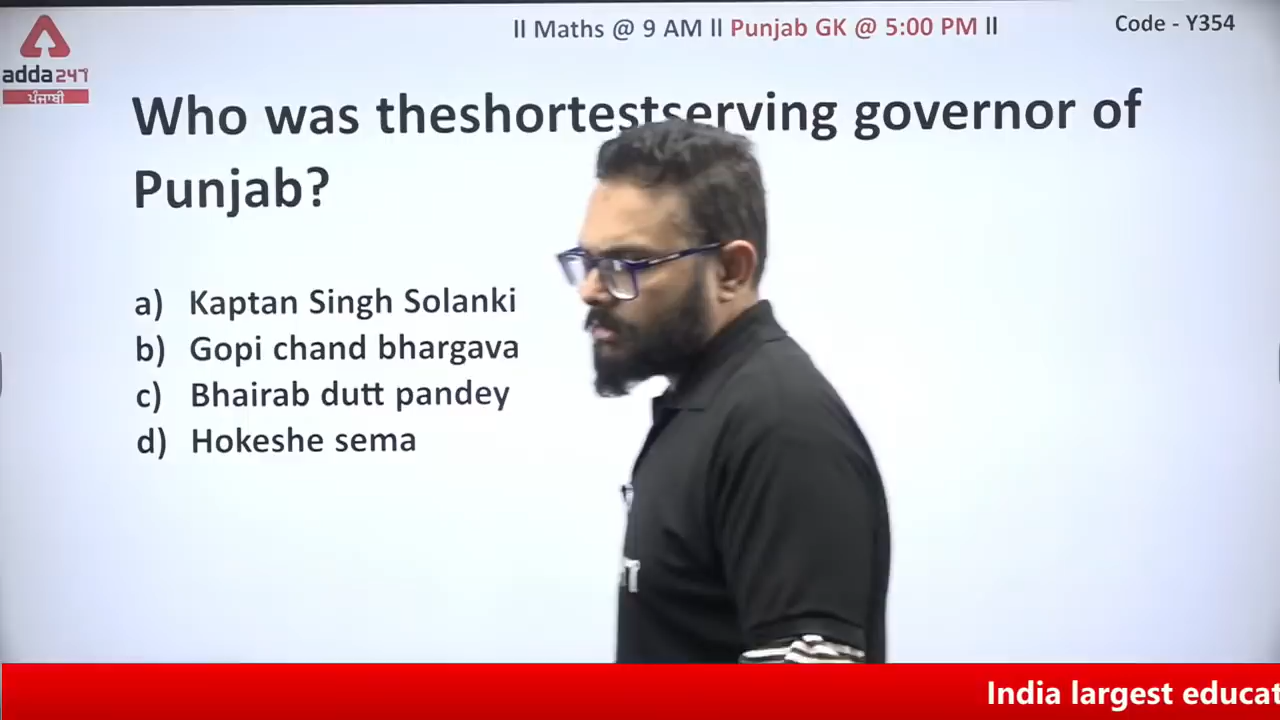 ll Maths @ 9 AM ll Punjab GK @ 5:00 PM ll
Code - Y354
adda247
ਪੰਜਾਬੀ
Who was theshortestserving governor of
Punjab?
a) Kaptan Singh Solanki
b) Gopi chand bhargava
c) Bhairab dutt pandey
d) Hokeshe sema
India largest educat